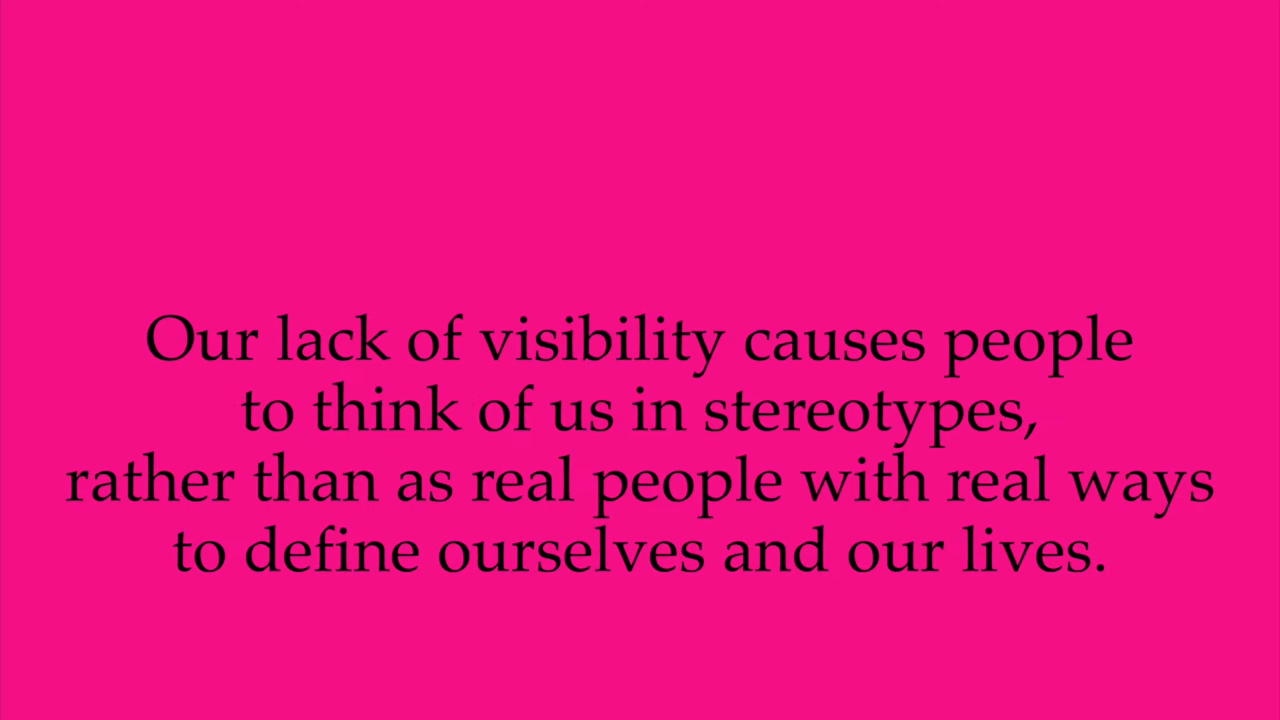 Our lack of visibility causes people
to think of us in stereotypes,
rather than as real people with real ways
to define ourselves and our lives.